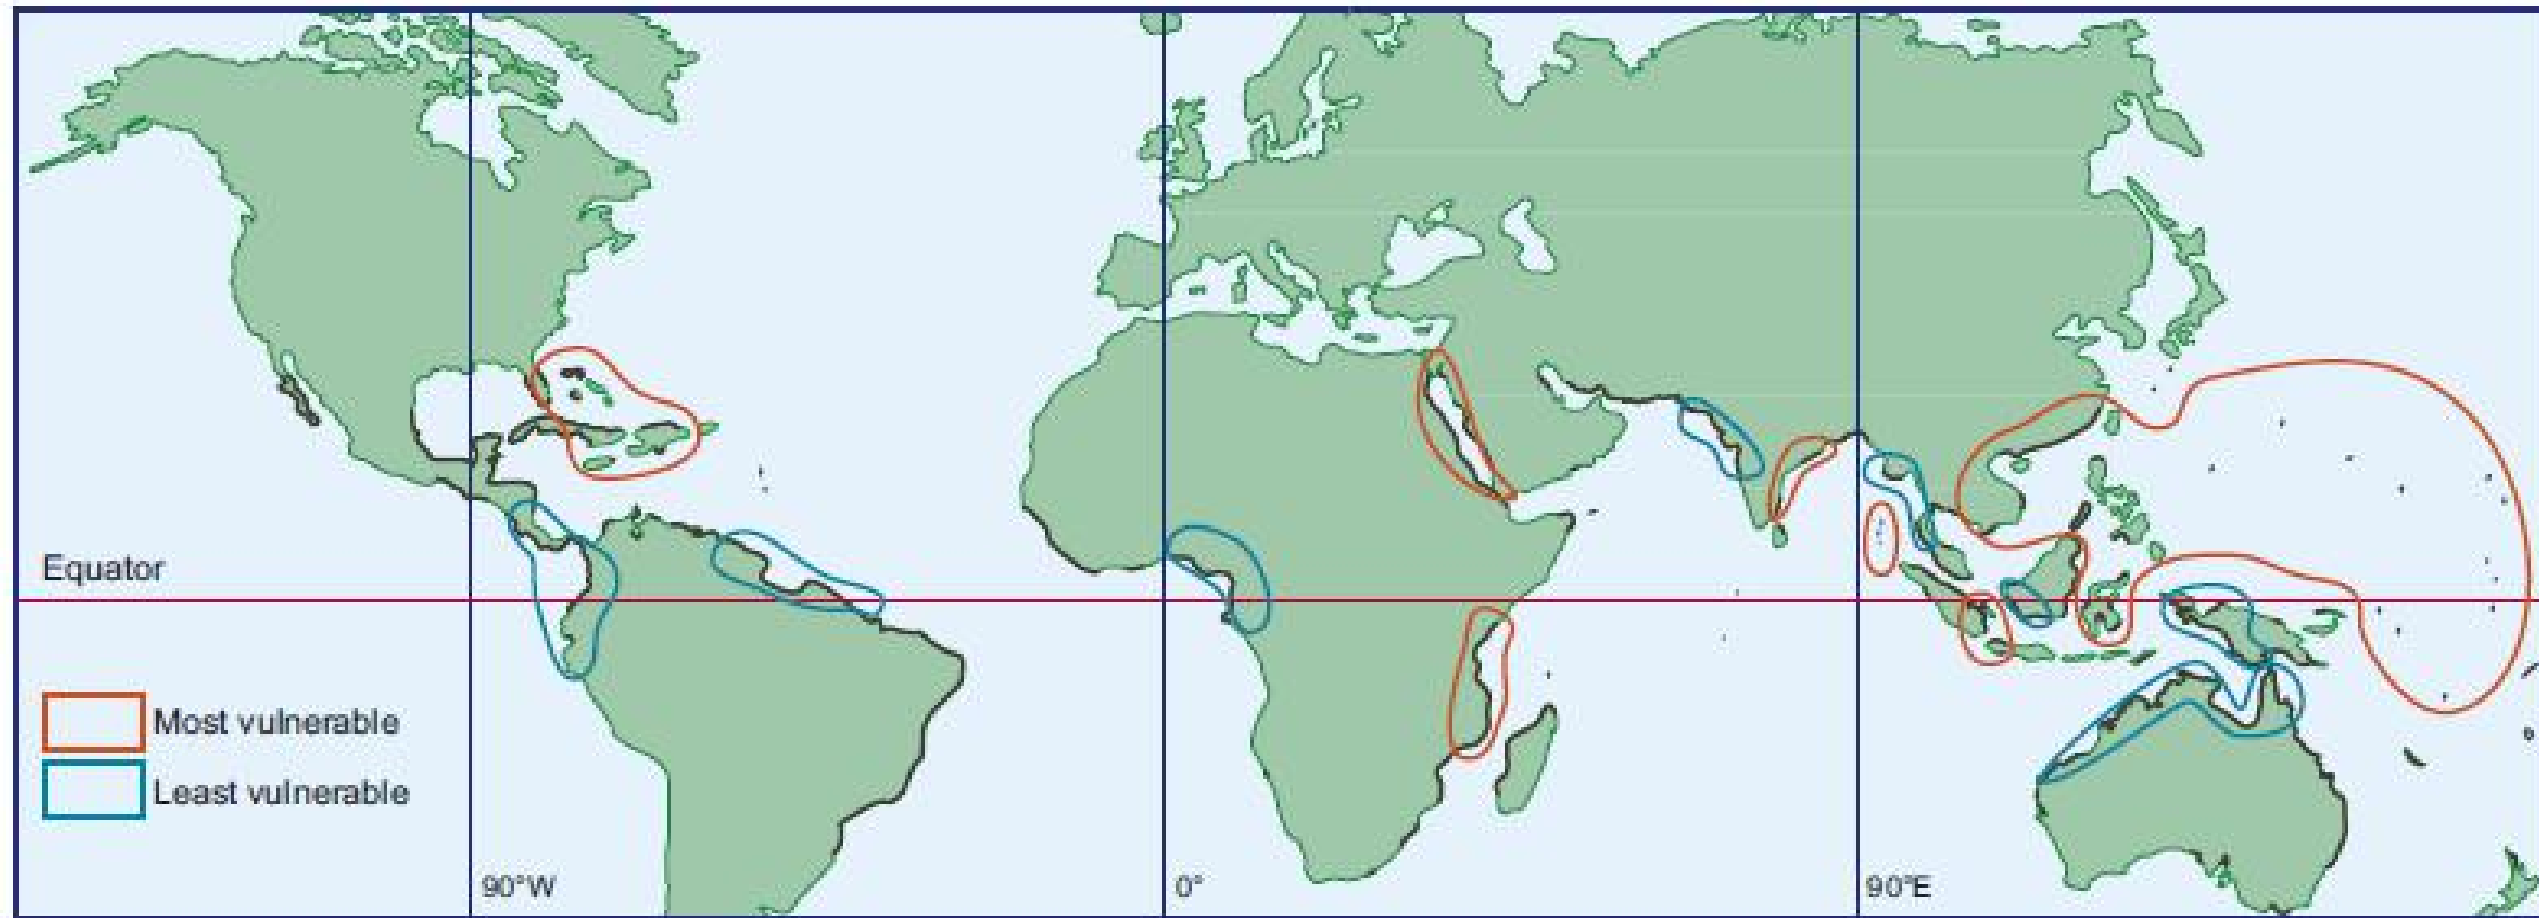 Equator
Most vulnerable
Least vulnerable
90°W
0°
90°E